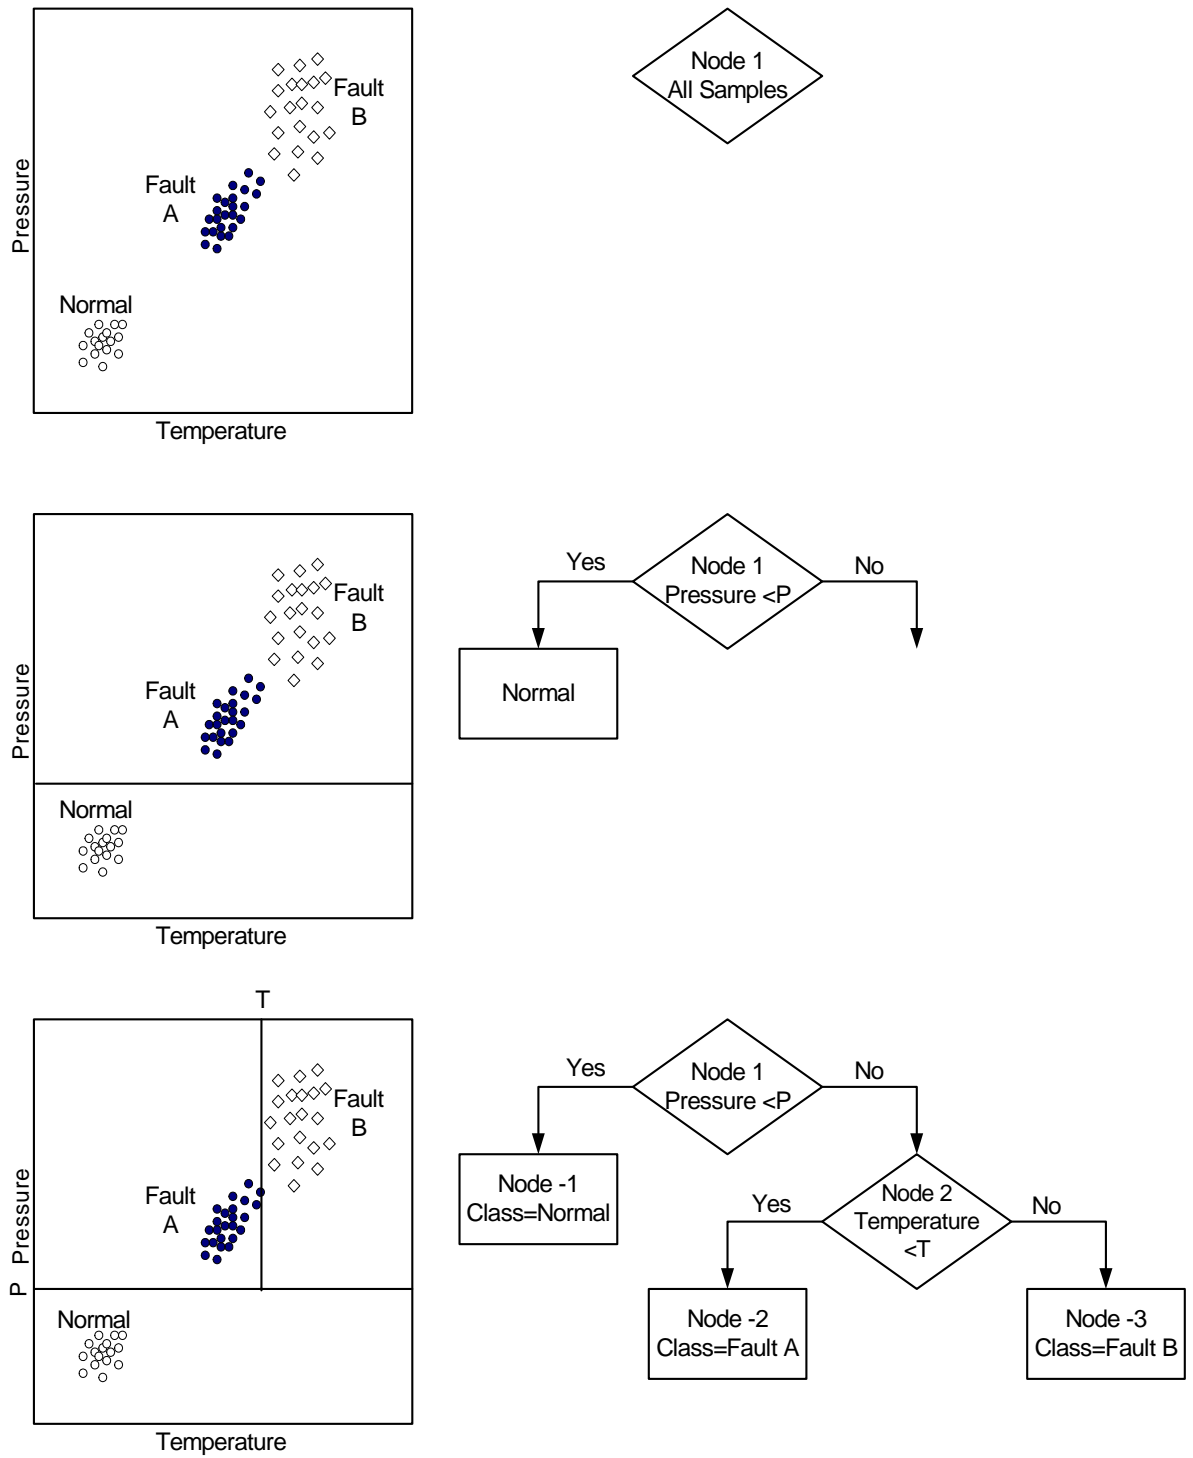 Node 1
All Samples
Fault
B
Fault
A
Pressure
Normal
Temperature
Yes
Node 1
Pressure <P
No
Normal
Fault
B
Fault
A
Pressure
Normal
Temperature
T
Yes
Node 1
Pressure <P
No
Fault
B
Fault
A
P
Pressure
Normal
Temperature
Node -1
Class=Normal
Yes
Node 2
Temperature
<T
No
Node -2
Class=Fault A
Node -3
Class=Fault B